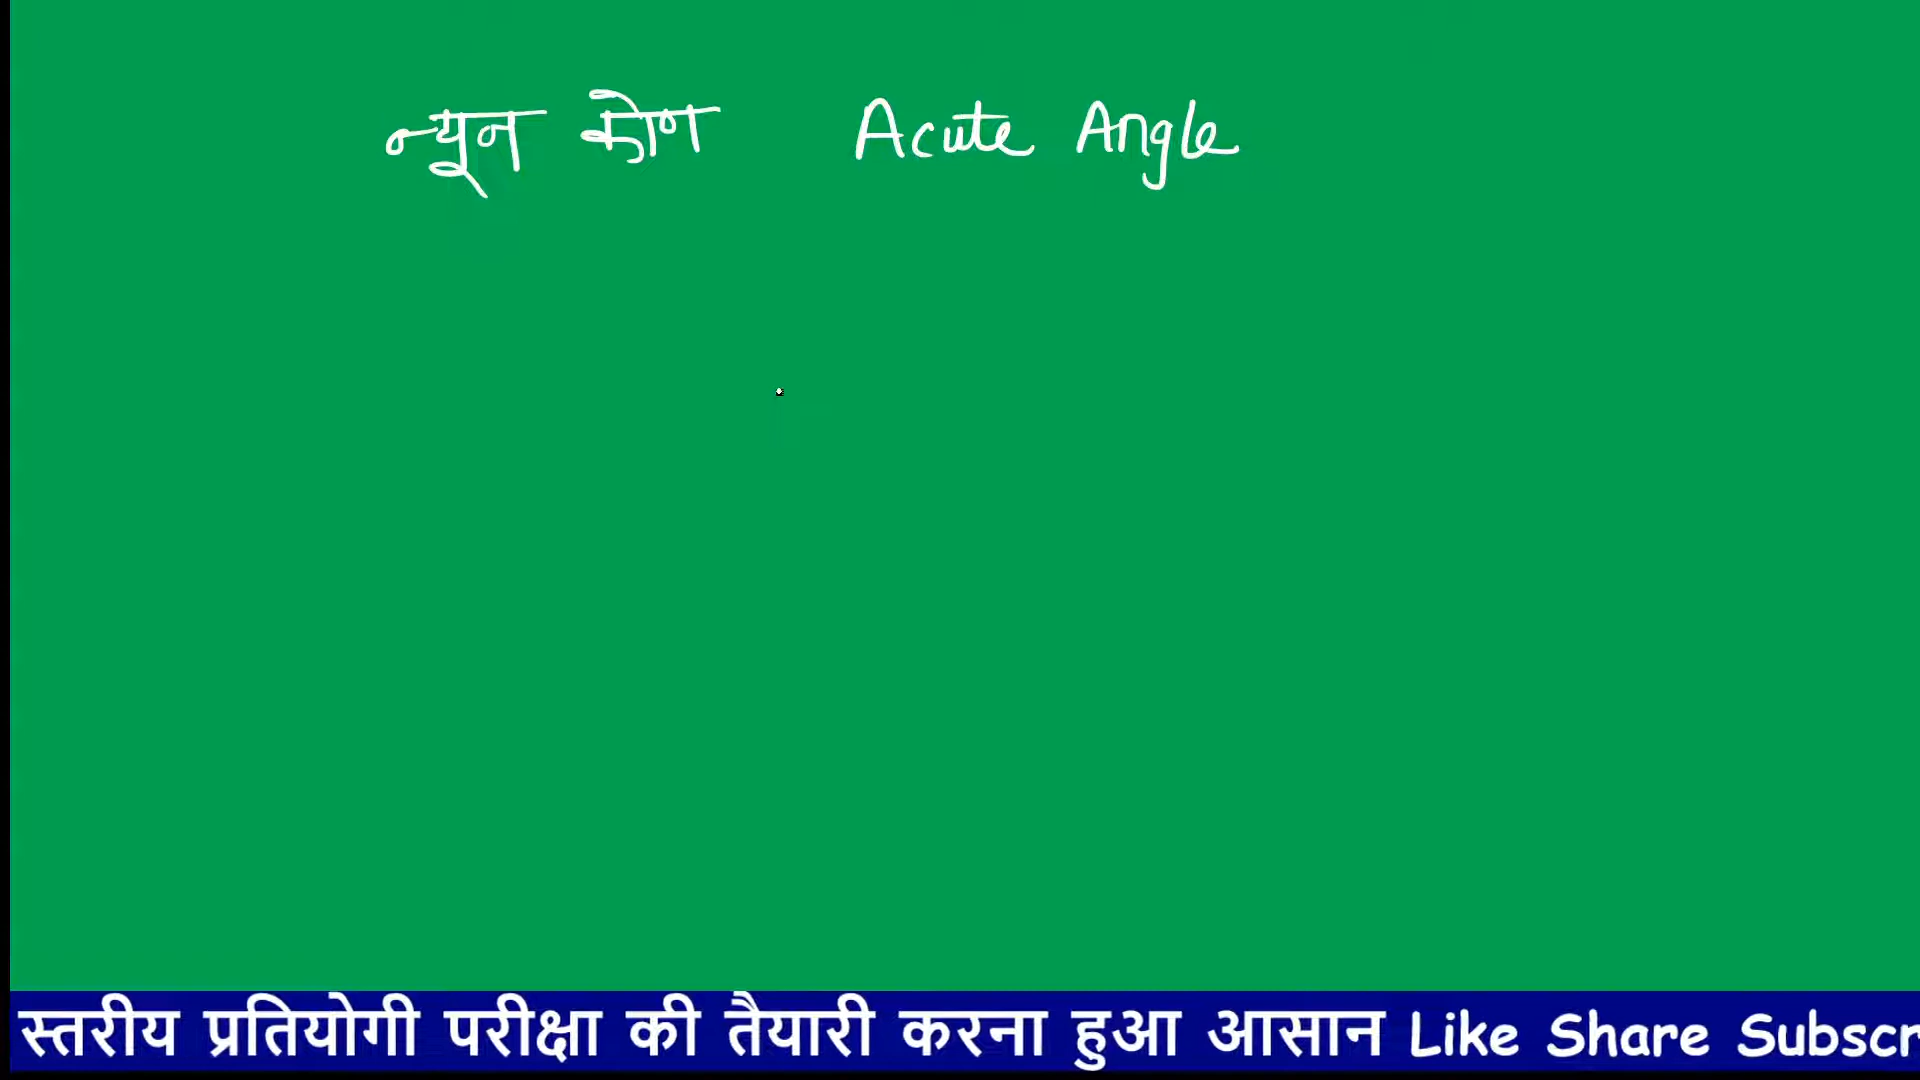 न्यून कोण Acute Angle
स्तरीय प्रतियोगी परीक्षा की तैयारी करना हुआ आसान Like Share Subscr